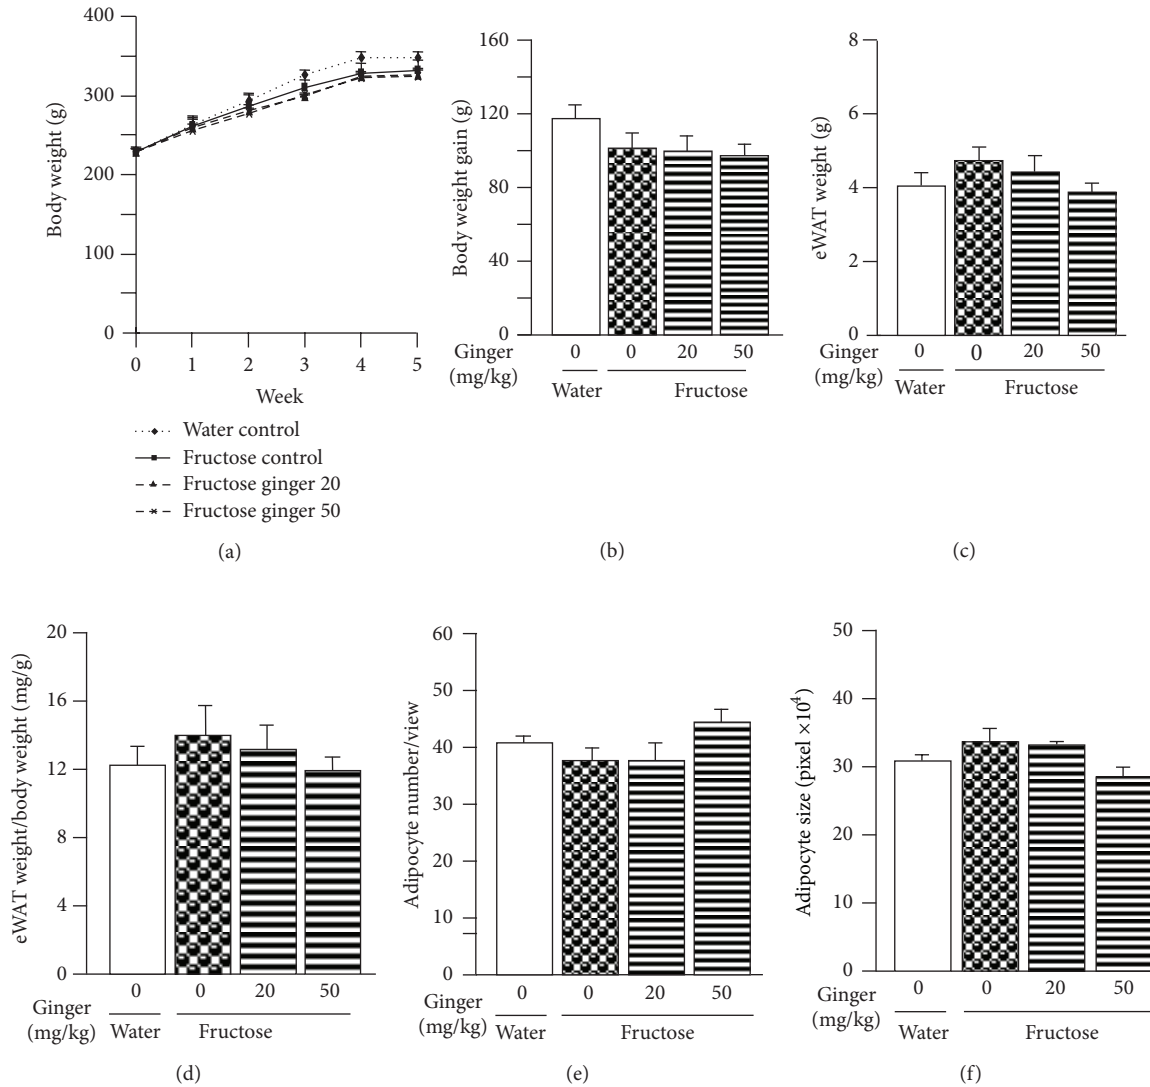 400
300
200
100
0
Body weight (g)
0 1 2 3 4 5
Week
Water control
Fructose control
Fructose ginger 20
Fructose ginger 50
(a)
160
120
80
40
0
Body weight gain (g)
Ginger 0 0 20 50
(mg/kg)
Water Fructose
(b)
8
6
4
2
0
eWAT weight (g)
Ginger 0 0 20 50
(mg/kg)
Water Fructose
(c)
20
16
12
8
4
0
eWAT weight/body weight (mg/g)
0 0 20 50
Ginger
(mg/kg) Water Fructose
(d)
60
50
40
30
20
10
0
Adipocyte number/view
Ginger 0 0 20 50
(mg/kg)
Water Fructose
(e)
50
40
30
20
10
0
Adipocyte size (pixel ×10⁴)
Ginger 0 0 20 50
(mg/kg)
Water Fructose
(f)